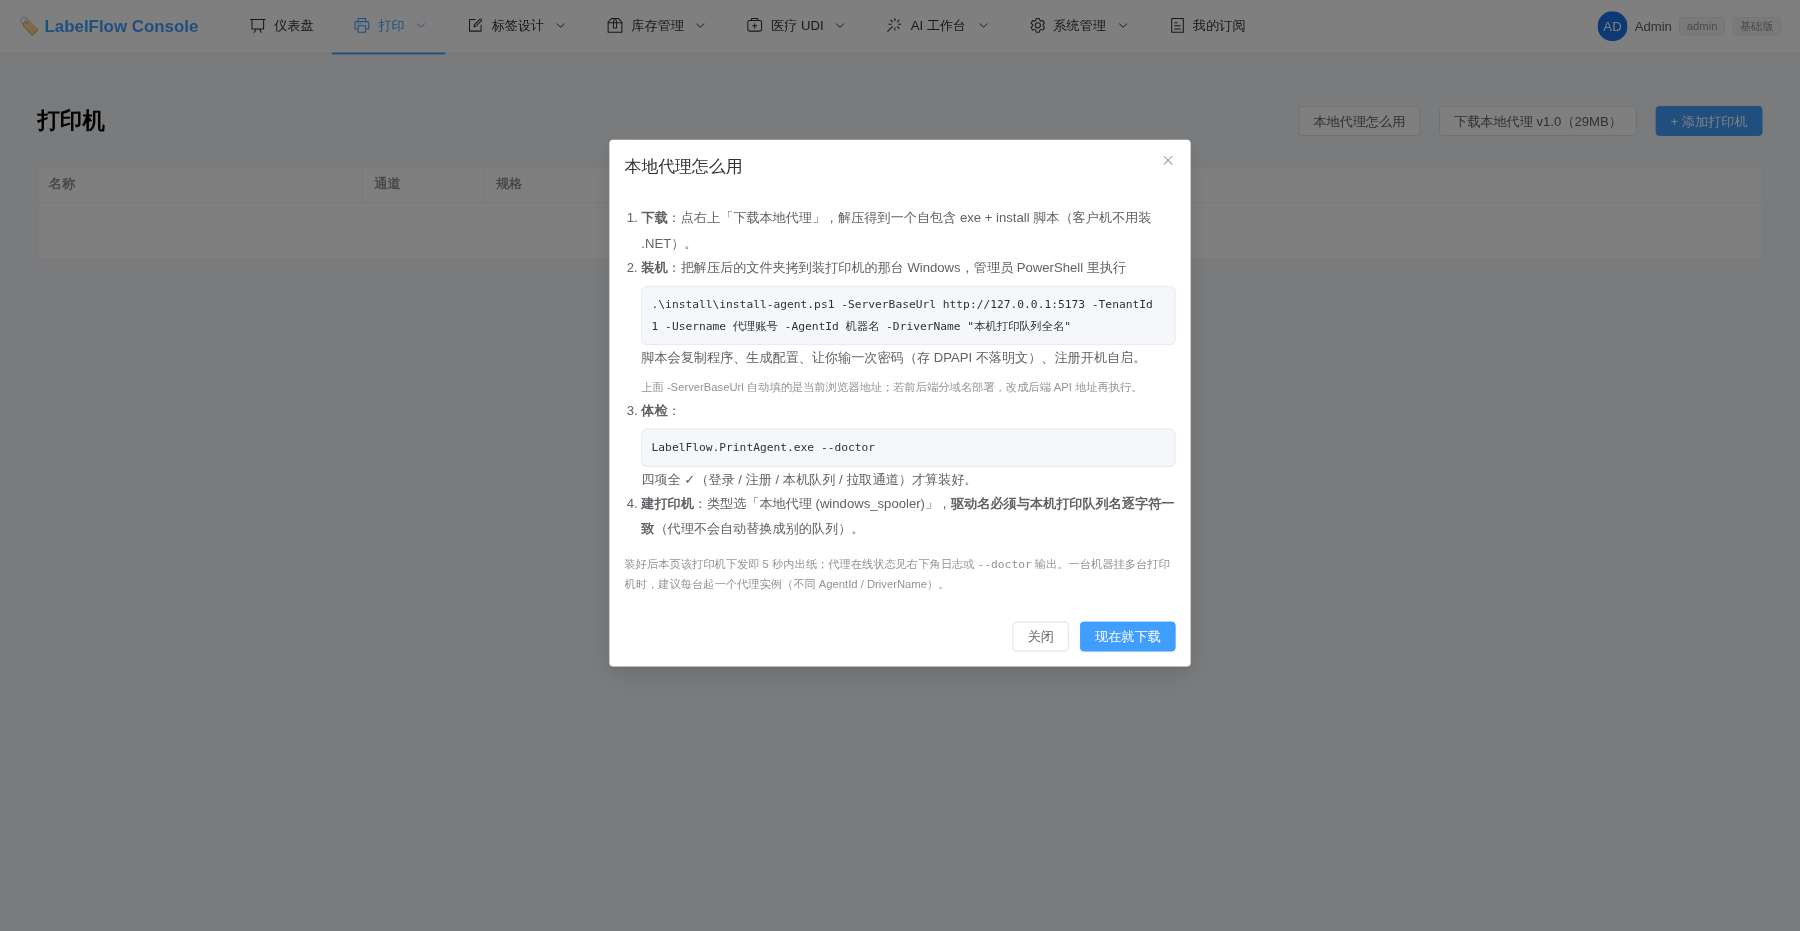 🏷️ LabelFlow Console 仪表盘 打印 标签设计 库存管理 医疗 UDI AI 工作台 系统管理 我的订阅 AD Admin admin 基础版
打印机 本地代理怎么用 下载本地代理 v1.0（29MB） + 添加打印机
名称 通道 规格
本地代理怎么用
1. 下载：点右上「下载本地代理」，解压得到一个自包含 exe + install 脚本（客户机不用装
.NET）。
2. 装机：把解压后的文件夹拷到装打印机的那台 Windows，管理员 PowerShell 里执行
.\install\install-agent.ps1 -ServerBaseUrl http://127.0.0.1:5173 -TenantId
1 -Username 代理账号 -AgentId 机器名 -DriverName "本机打印队列全名"
脚本会复制程序、生成配置、让你输一次密码（存 DPAPI 不落明文）、注册开机自启。
上面 -ServerBaseUrl 自动填的是当前浏览器地址；若前后端分域名部署，改成后端 API 地址再执行。
3. 体检：
LabelFlow.PrintAgent.exe --doctor
四项全 ✓（登录 / 注册 / 本机队列 / 拉取通道）才算装好。
4. 建打印机：类型选「本地代理 (windows_spooler)」，驱动名必须与本机打印队列名逐字符一
致（代理不会自动替换成别的队列）。
装好后本页该打印机下发即 5 秒内出纸；代理在线状态见右下角日志或 --doctor 输出。一台机器挂多台打印
机时，建议每台起一个代理实例（不同 AgentId / DriverName）。
关闭 现在就下载